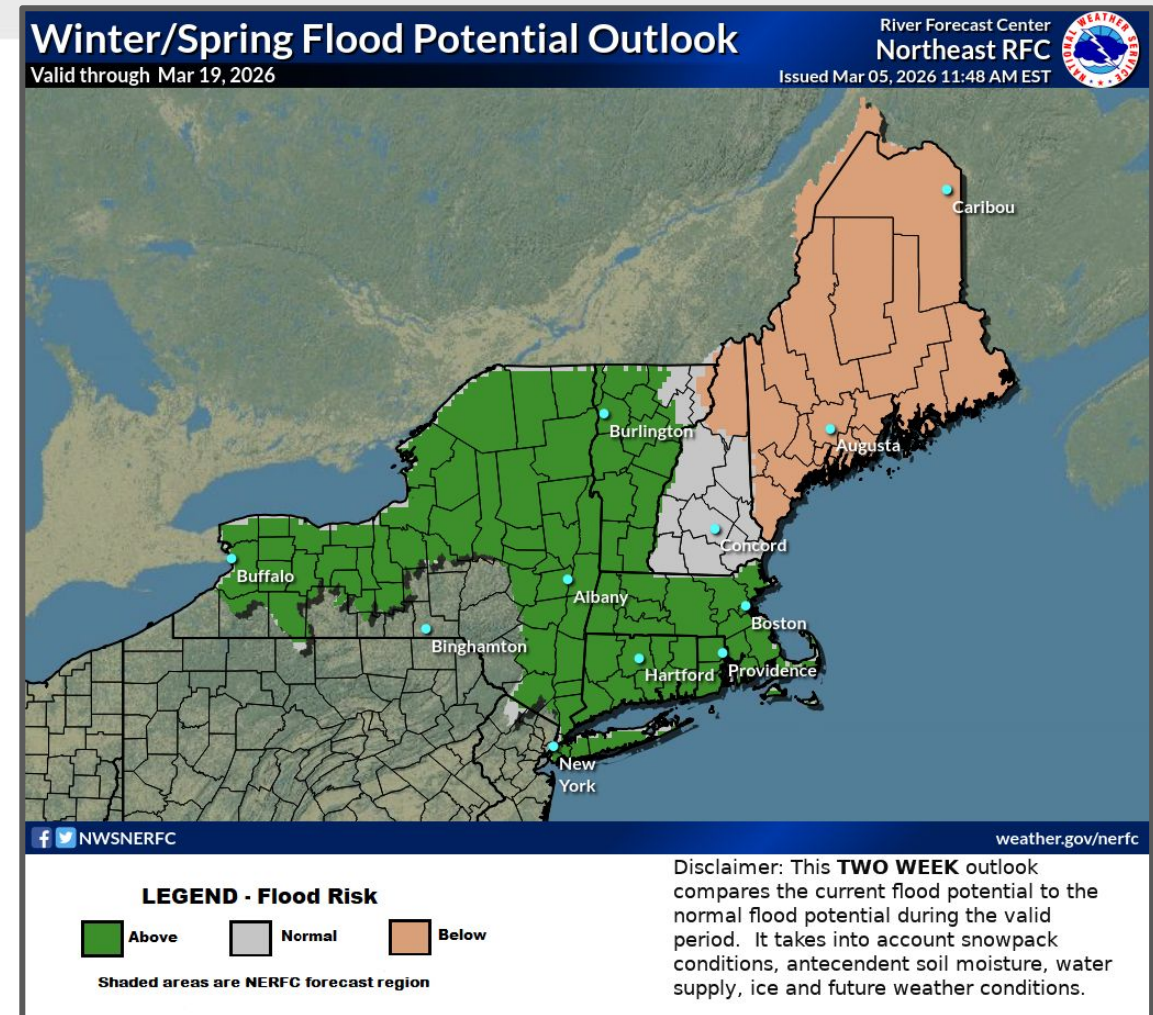 Winter/Spring Flood Potential Outlook
Valid through Mar 19, 2026
River Forecast Center
Northeast RFC
Issued Mar 05, 2026 11:48 AM EST
NATIONAL WEATHER SERVICE
Caribou
Burlington
Augusta
Concord
Buffalo
Albany
Boston
Binghamton
Hartford
Providence
New
York
NWSNERFC
weather.gov/nerfc
LEGEND - Flood Risk
Above
Normal
Below
Shaded areas are NERFC forecast region
Disclaimer: This TWO WEEK outlook
compares the current flood potential to the
normal flood potential during the valid
period. It takes into account snowpack
conditions, antecendent soil moisture, water
supply, ice and future weather conditions.